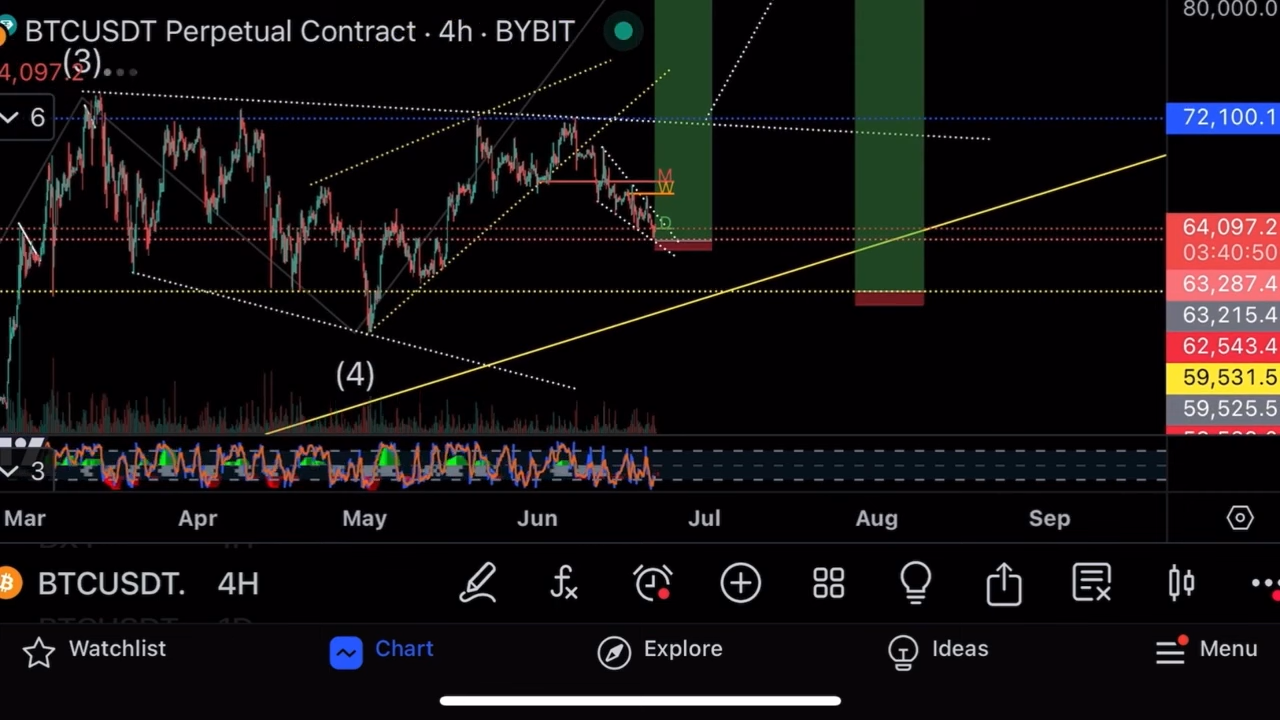 80,000.0
BTCUSDT Perpetual Contract · 4h · BYBIT
4,097.2
(3)
6
72,100.1
M
W
D
64,097.2
03:40:50
63,287.4
63,215.4
62,543.4
59,531.5
59,525.5
(4)
3
Mar Apr May Jun Jul Aug Sep
BTCUSDT. 4H
Watchlist Chart Explore Ideas Menu